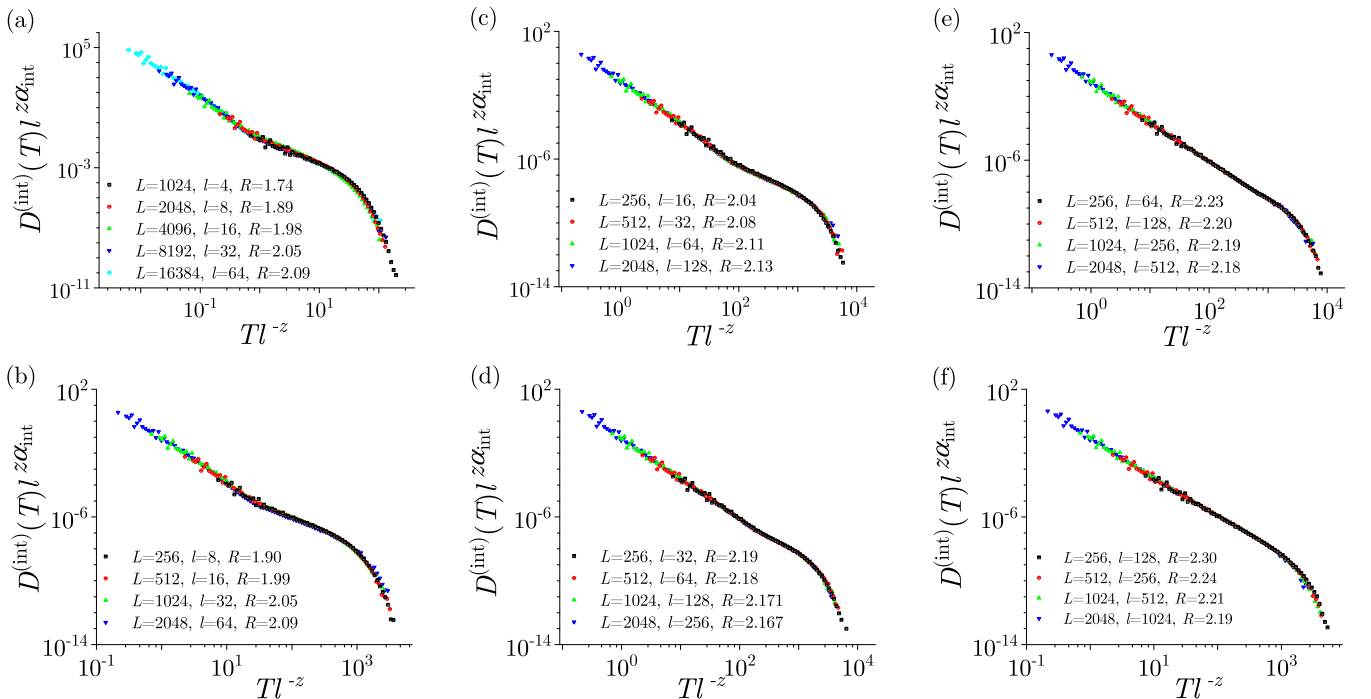 (a)
D^(int)(T) l^zα_int
10^5
10^-3
10^-11
L=1024, l=4, R=1.74
L=2048, l=8, R=1.89
L=4096, l=16, R=1.98
L=8192, l=32, R=2.05
L=16384, l=64, R=2.09
10^-1
10^1
Tl^-z
(c)
D^(int)(T) l^zα_int
10^2
10^-6
10^-14
L=256, l=16, R=2.04
L=512, l=32, R=2.08
L=1024, l=64, R=2.11
L=2048, l=128, R=2.13
10^0
10^2
10^4
Tl^-z
(e)
D^(int)(T) l^zα_int
10^2
10^-6
10^-14
L=256, l=64, R=2.23
L=512, l=128, R=2.20
L=1024, l=256, R=2.19
L=2048, l=512, R=2.18
10^0
10^2
10^4
Tl^-z
(b)
D^(int)(T) l^zα_int
10^2
10^-6
10^-14
L=256, l=8, R=1.90
L=512, l=16, R=1.99
L=1024, l=32, R=2.05
L=2048, l=64, R=2.09
10^-1
10^1
10^3
Tl^-z
(d)
D^(int)(T) l^zα_int
10^2
10^-6
10^-14
L=256, l=32, R=2.19
L=512, l=64, R=2.18
L=1024, l=128, R=2.171
L=2048, l=256, R=2.167
10^0
10^2
10^4
Tl^-z
(f)
D^(int)(T) l^zα_int
10^2
10^-6
10^-14
L=256, l=128, R=2.30
L=512, l=256, R=2.24
L=1024, l=512, R=2.21
L=2048, l=1024, R=2.19
10^-1
10^1
10^3
Tl^-z